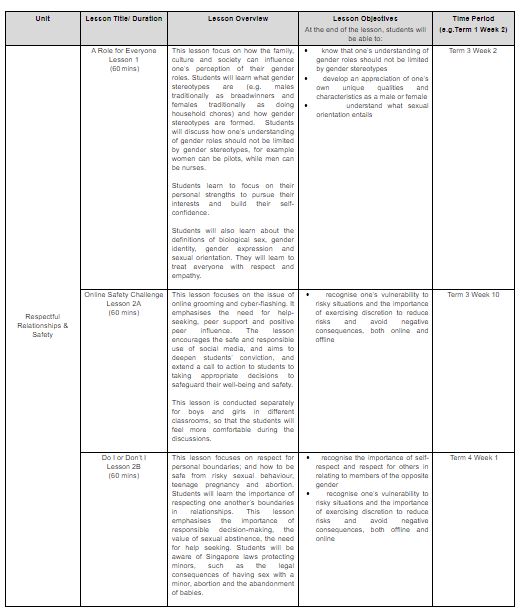 Unit
Lesson Title/ Duration
Lesson Overview
Lesson Objectives
At the end of the lesson, students will
be able to:
Time Period
(e.g.Term 1 Week 2)
Respectful
Relationships &
Safety
A Role for Everyone
Lesson 1
(60 mins)
This lesson focus on how the family,
culture and society can influence
one's perception of their gender
roles. Students will learn what gender
stereotypes are (e.g. males
traditionally as breadwinners and
females traditionally as doing
household chores) and how gender
stereotypes are formed. Students
will discuss how one's understanding
of gender roles should not be limited
by gender stereotypes, for example
women can be pilots, while men can
be nurses.
Students learn to focus on their
personal strengths to pursue their
interests and build their self-
confidence.
Students will also learn about the
definitions of biological sex, gender
identity, gender expression and
sexual orientation. They will learn to
treat everyone with respect and
empathy.
• know that one's understanding of
gender roles should not be limited
by gender stereotypes
• develop an appreciation of one's
own unique qualities and
characteristics as a male or female
• understand what sexual
orientation entails
Term 3 Week 2
Online Safety Challenge
Lesson 2A
(60 mins)
This lesson focuses on the issue of
online grooming and cyber-flashing. It
emphasises the need for help-
seeking, peer support and positive
peer influence. The lesson
encourages the safe and responsible
use of social media, and aims to
deepen students' conviction, and
extend a call to action to students to
taking appropriate decisions to
safeguard their well-being and safety.
This lesson is conducted separately
for boys and girls in different
classrooms, so that the students will
feel more comfortable during the
discussions.
• recognise one's vulnerability to
risky situations and the importance
of exercising discretion to reduce
risks and avoid negative
consequences, both online and
offline
Term 3 Week 10
Do I or Don't I
Lesson 2B
(60 mins)
This lesson focuses on respect for
personal boundaries; and how to be
safe from risky sexual behaviour,
teenage pregnancy and abortion.
Students will learn the importance of
respecting one another's boundaries
in relationships. This lesson
emphasises the importance of
responsible decision-making, the
value of sexual abstinence, the need
for help seeking. Students will be
aware of Singapore laws protecting
minors, such as the legal
consequences of having sex with a
minor, abortion and the abandonment
of babies.
• recognise the importance of self-
respect and respect for others in
relating to members of the opposite
gender
• recognise one's vulnerability to
risky situations and the importance
of exercising discretion to reduce
risks and avoid negative
consequences, both offline and
online
Term 4 Week 1